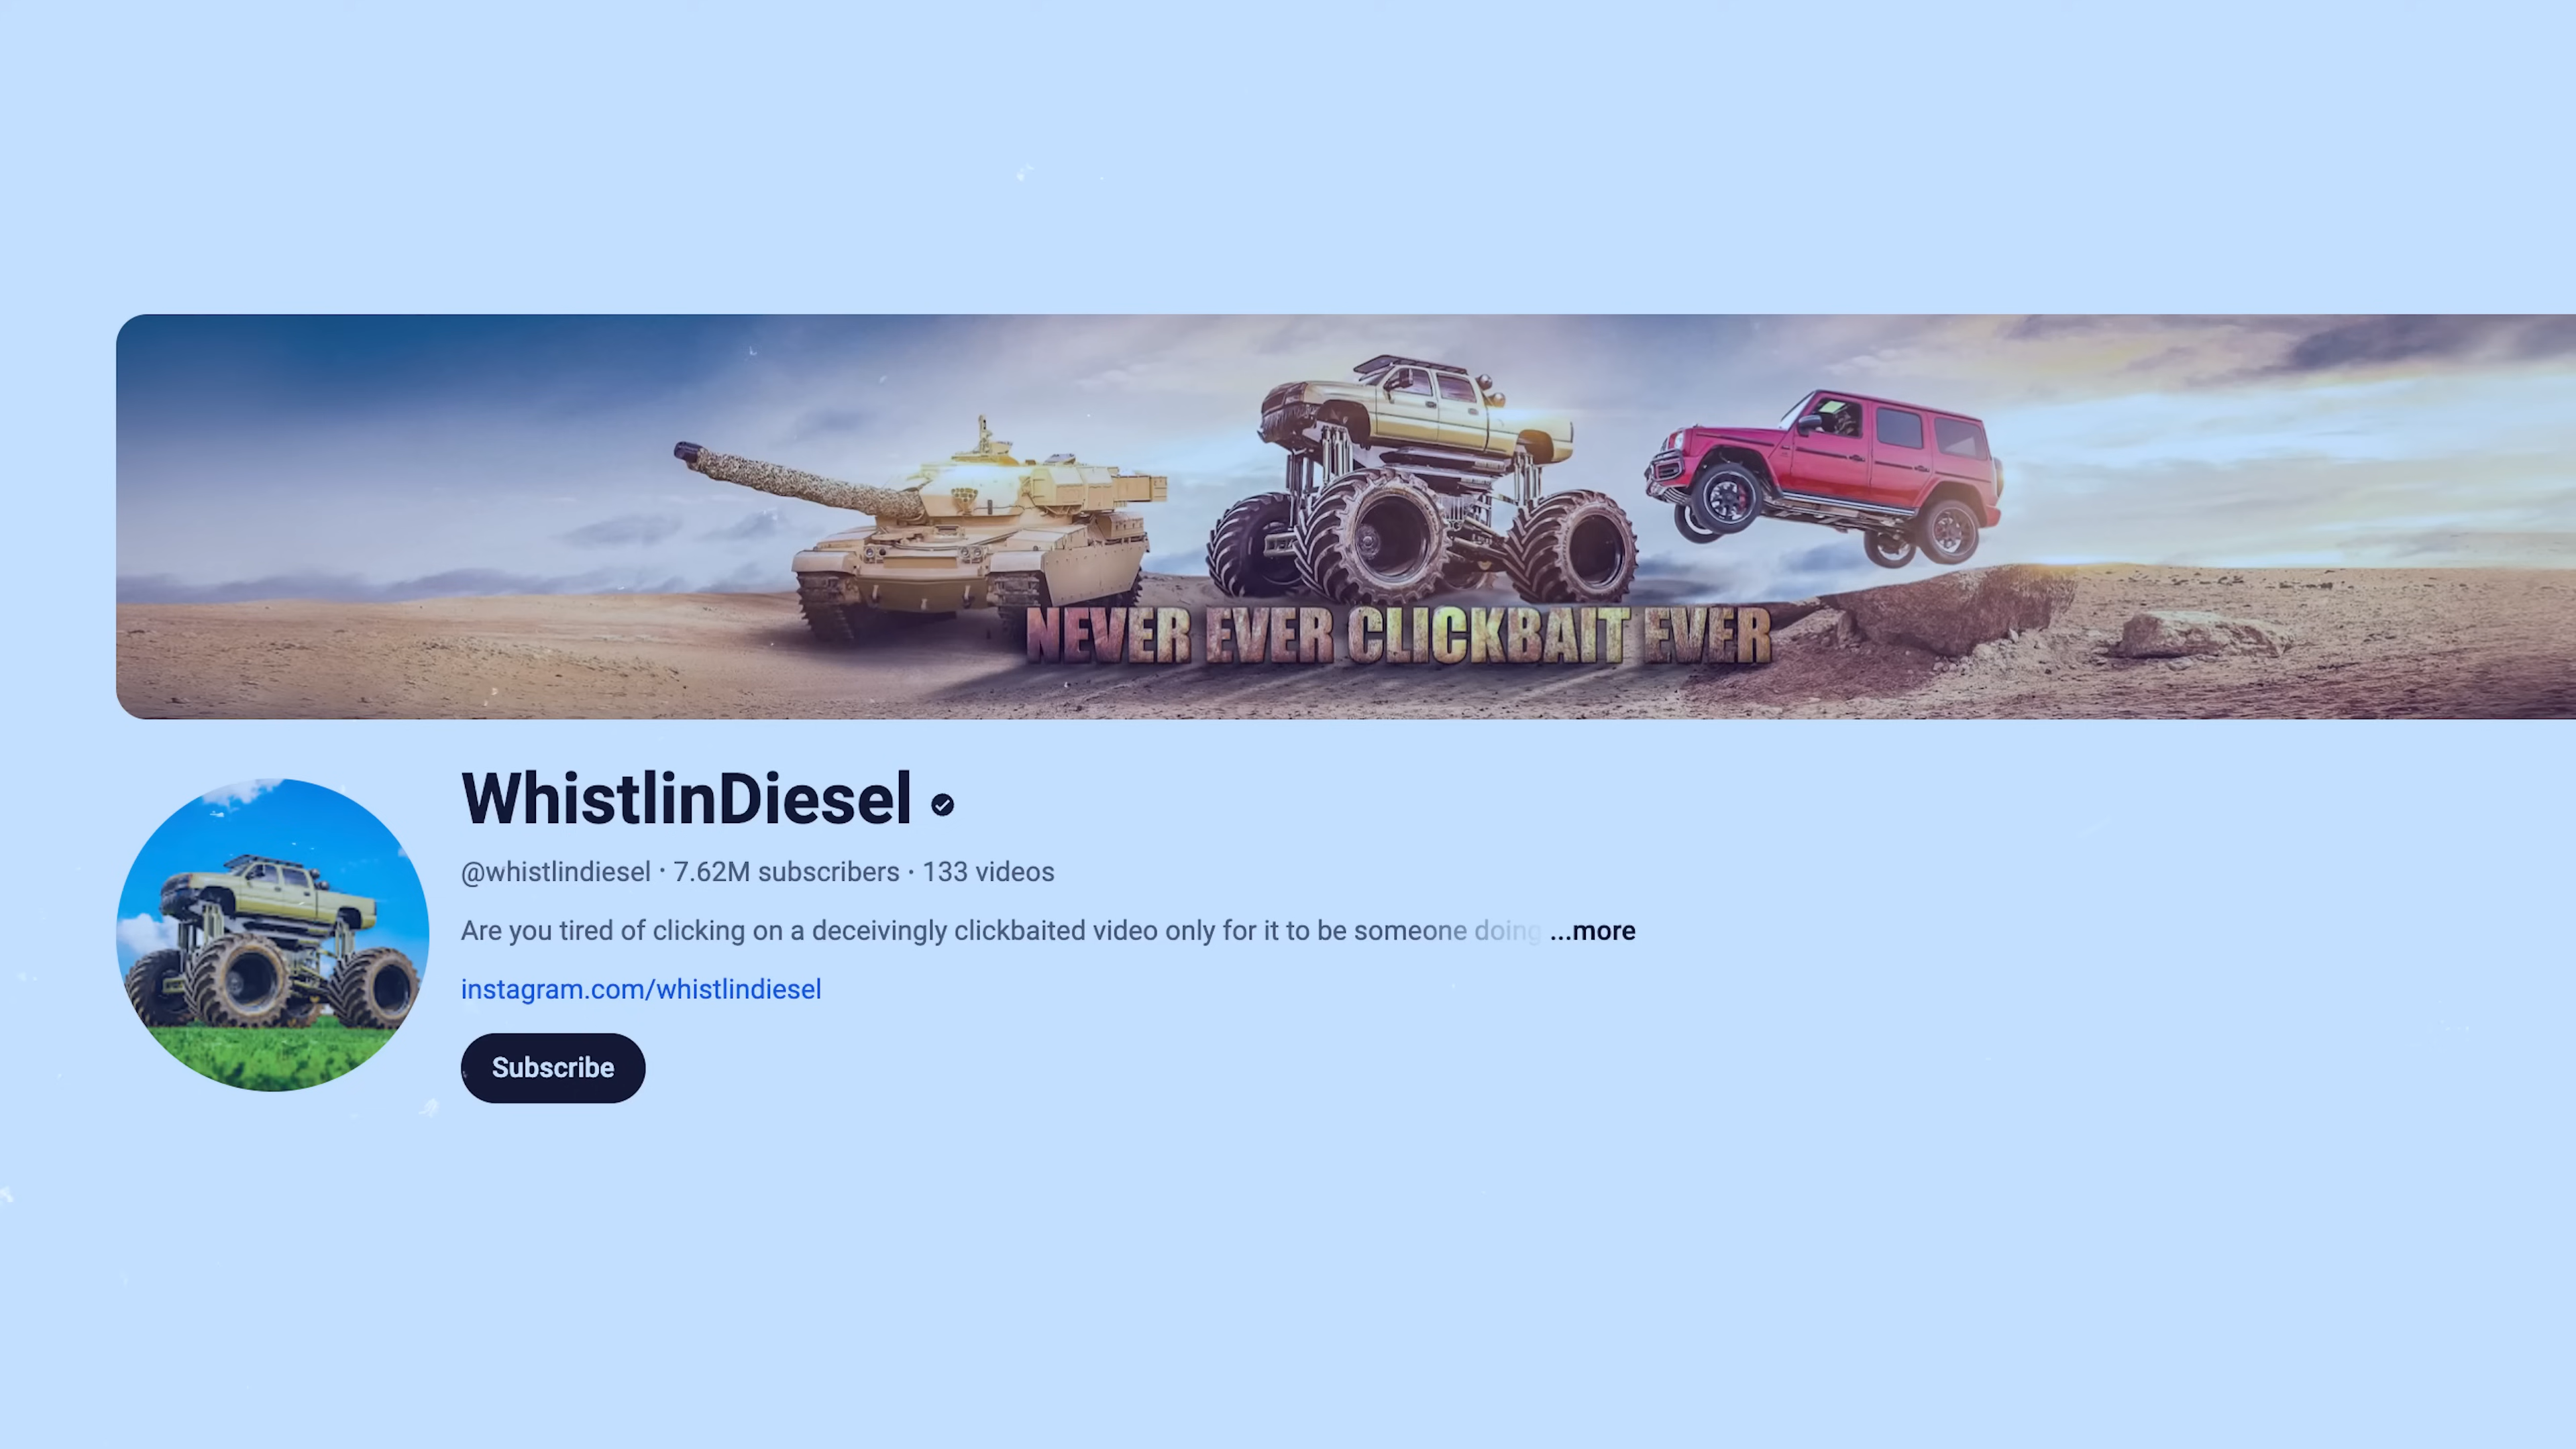 NEVER EVER CLICKBAIT EVER
WhistlinDiesel
@whistlindiesel · 7.62M subscribers · 133 videos
Are you tired of clicking on a deceivingly clickbaited video only for it to be someone doing ...more
instagram.com/whistlindiesel
Subscribe